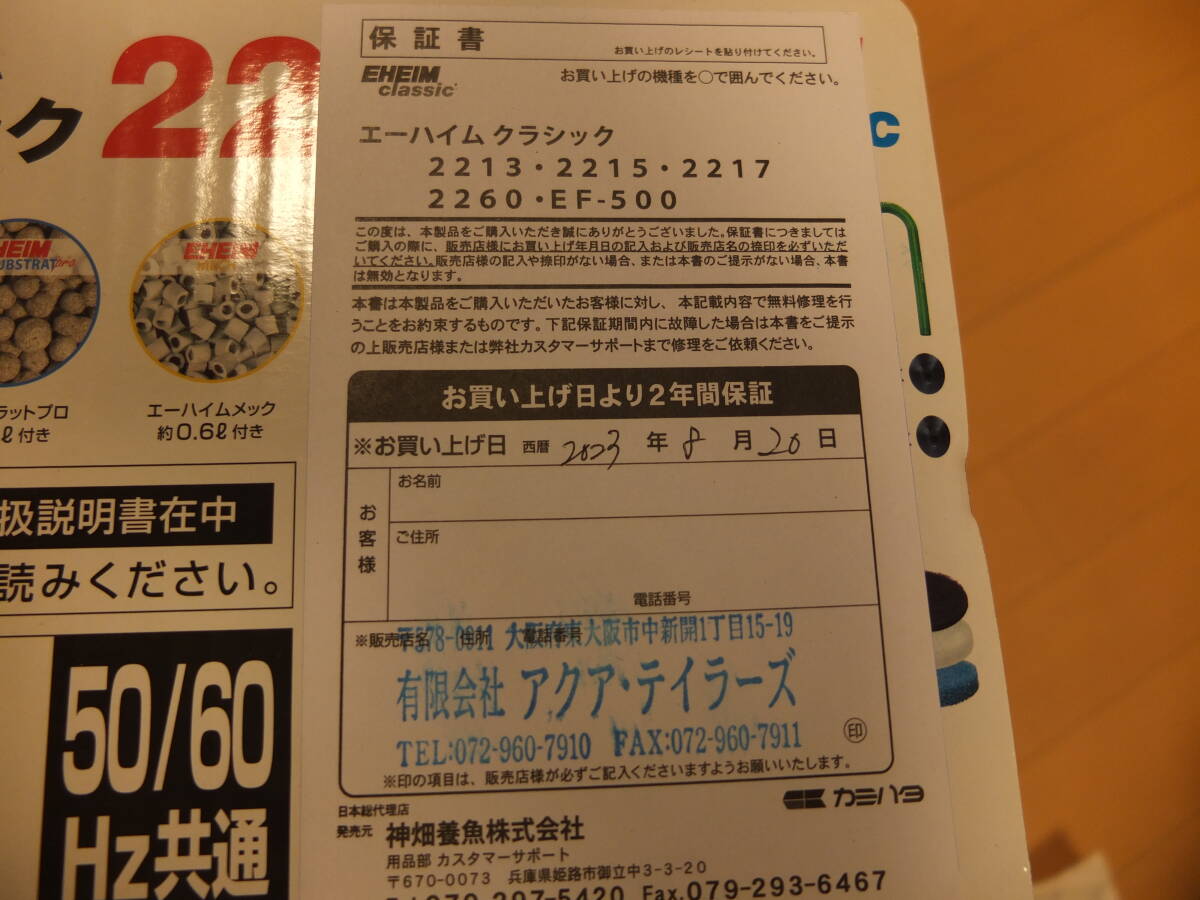 ック 22
保証書
お買い上げのレシートを貼り付けてください。
EHEIM
classic
お買い上げの機種を○で囲んでください。
エーハイム クラシック
2213・2215・2217
2260・EF-500
この度は、本製品をご購入いただき誠にありがとうございました。保証書につきましては
ご購入の際に、販売店様にお買い上げ年月日の記入および販売店名の捺印を必ずいただ
いてください。販売店様の記入や捺印がない場合、または本書のご提示がない場合、本書
は無効となります。
本書は本製品をご購入いただいたお客様に対し、本記載内容で無料修理を行
うことをお約束するものです。下記保証期間内に故障した場合は本書をご提示
の上販売店様または弊社カスタマーサポートまで修理をご依頼ください。
お買い上げ日より2年間保証
※お買い上げ日 西暦 2023 年 8 月 20 日
お客様
お名前
ご住所
電話番号
※販売店名 住所 電話番号
〒578-0911 大阪府東大阪市中新開1丁目15-19
有限会社 アクア・テイラーズ
TEL:072-960-7910 FAX:072-960-7911
印
※印の項目は、販売店様が必ずご記入くださいますようお願いいたします。
カミハタ
日本総代理店
発売元 神畑養魚株式会社
用品部 カスタマーサポート
〒670-0073 兵庫県姫路市御立中3-3-20
079-297-5420 Fax.079-293-6467
HEIM
UBSTRAT pro
EHEIM
ラットプロ
ℓ付き
エーハイムメック
約0.6ℓ付き
扱説明書在中
読みください。
50/60
Hz共通
c